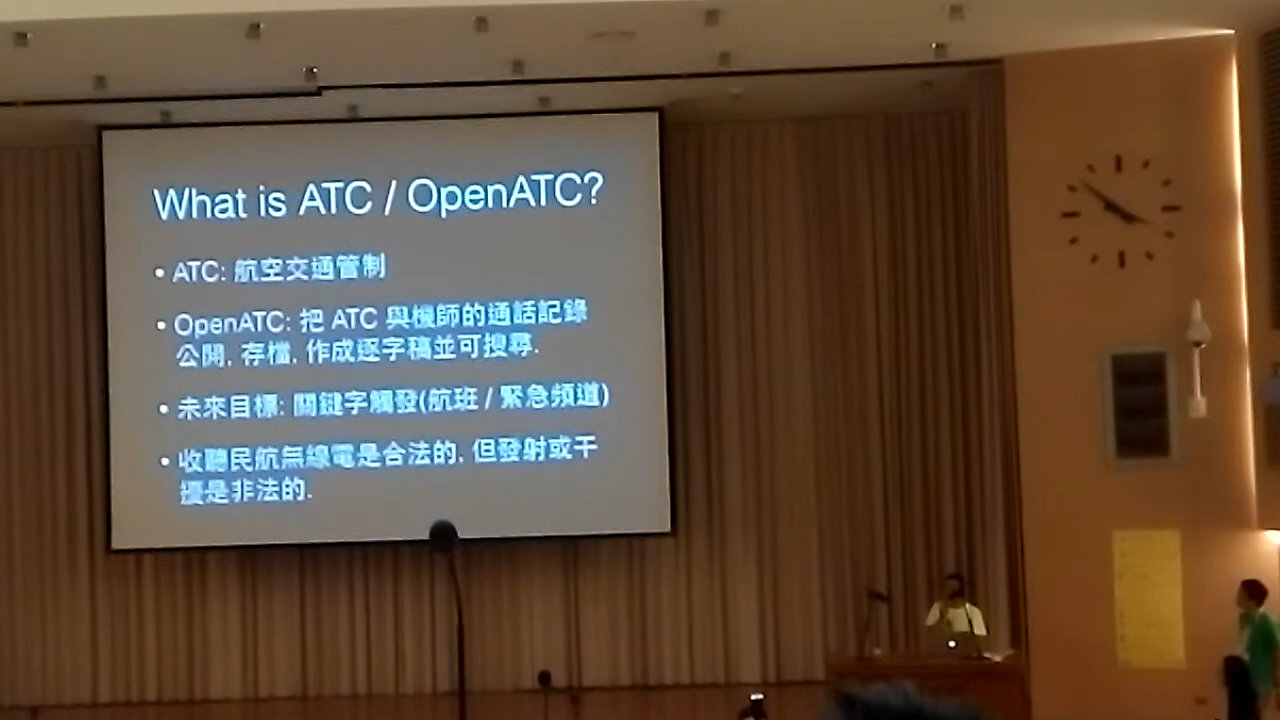 What is ATC / OpenATC?
• ATC: 航空交通管制
• OpenATC: 把 ATC 與機師的通話記錄
公開, 存檔, 作成逐字稿並可搜尋.
• 未來目標: 關鍵字觸發(航班 / 緊急頻道)
• 收聽民航無線電是合法的, 但發射或干
擾是非法的.